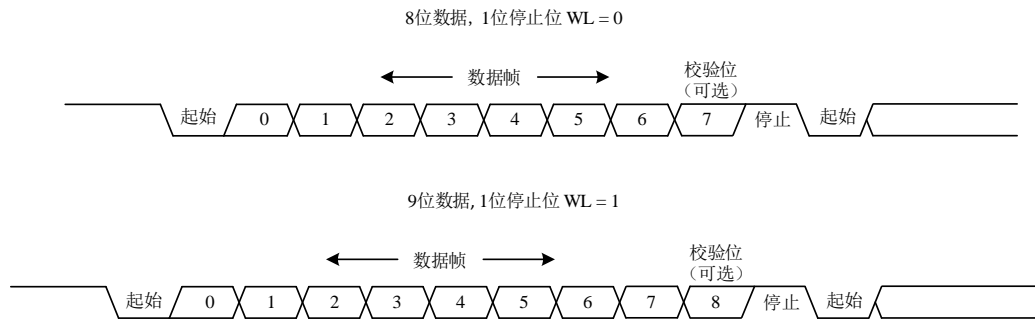 8位数据, 1位停止位 WL = 0
数据帧
校验位
（可选）
起始 0 1 2 3 4 5 6 7 停止 起始
9位数据, 1位停止位 WL = 1
数据帧
校验位
（可选）
起始 0 1 2 3 4 5 6 7 8 停止 起始